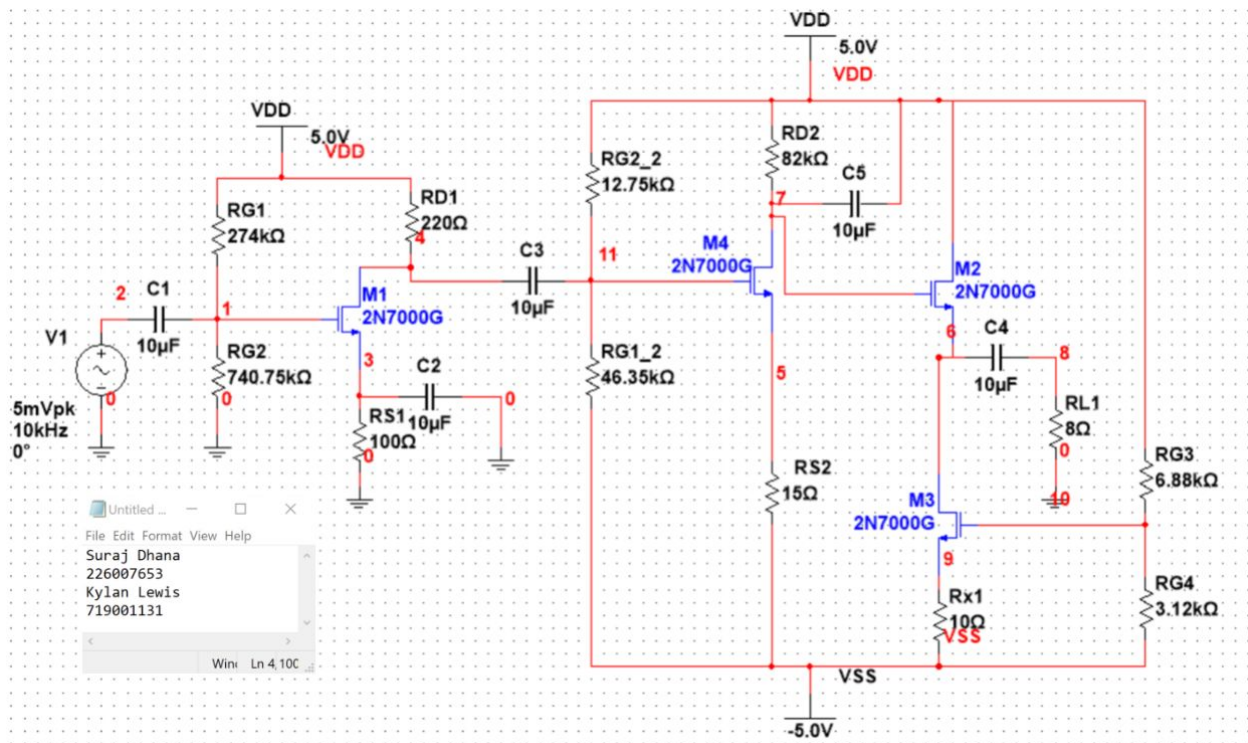 VDD
5.0V
VDD
VDD
5.0V
VDD
RG1
274kΩ
RD1
220Ω
4
2
C1
10µF
1
V1
5mVpk
10kHz
0°
0
RG2
740.75kΩ
0
M1
2N7000G
3
C2
10µF
0
RS1
100Ω
0
C3
10µF
11
RG2_2
12.75kΩ
RG1_2
46.35kΩ
RD2
82kΩ
7
C5
10µF
M4
2N7000G
5
RS2
15Ω
M2
2N7000G
6
C4
10µF
8
RL1
8Ω
0
10
RG3
6.88kΩ
M3
2N7000G
9
Rx1
10Ω
VSS
RG4
3.12kΩ
VSS
-5.0V
Untitled ...
File Edit Format View Help
Suraj Dhana
226007653
Kylan Lewis
719001131
Ln 4, 100